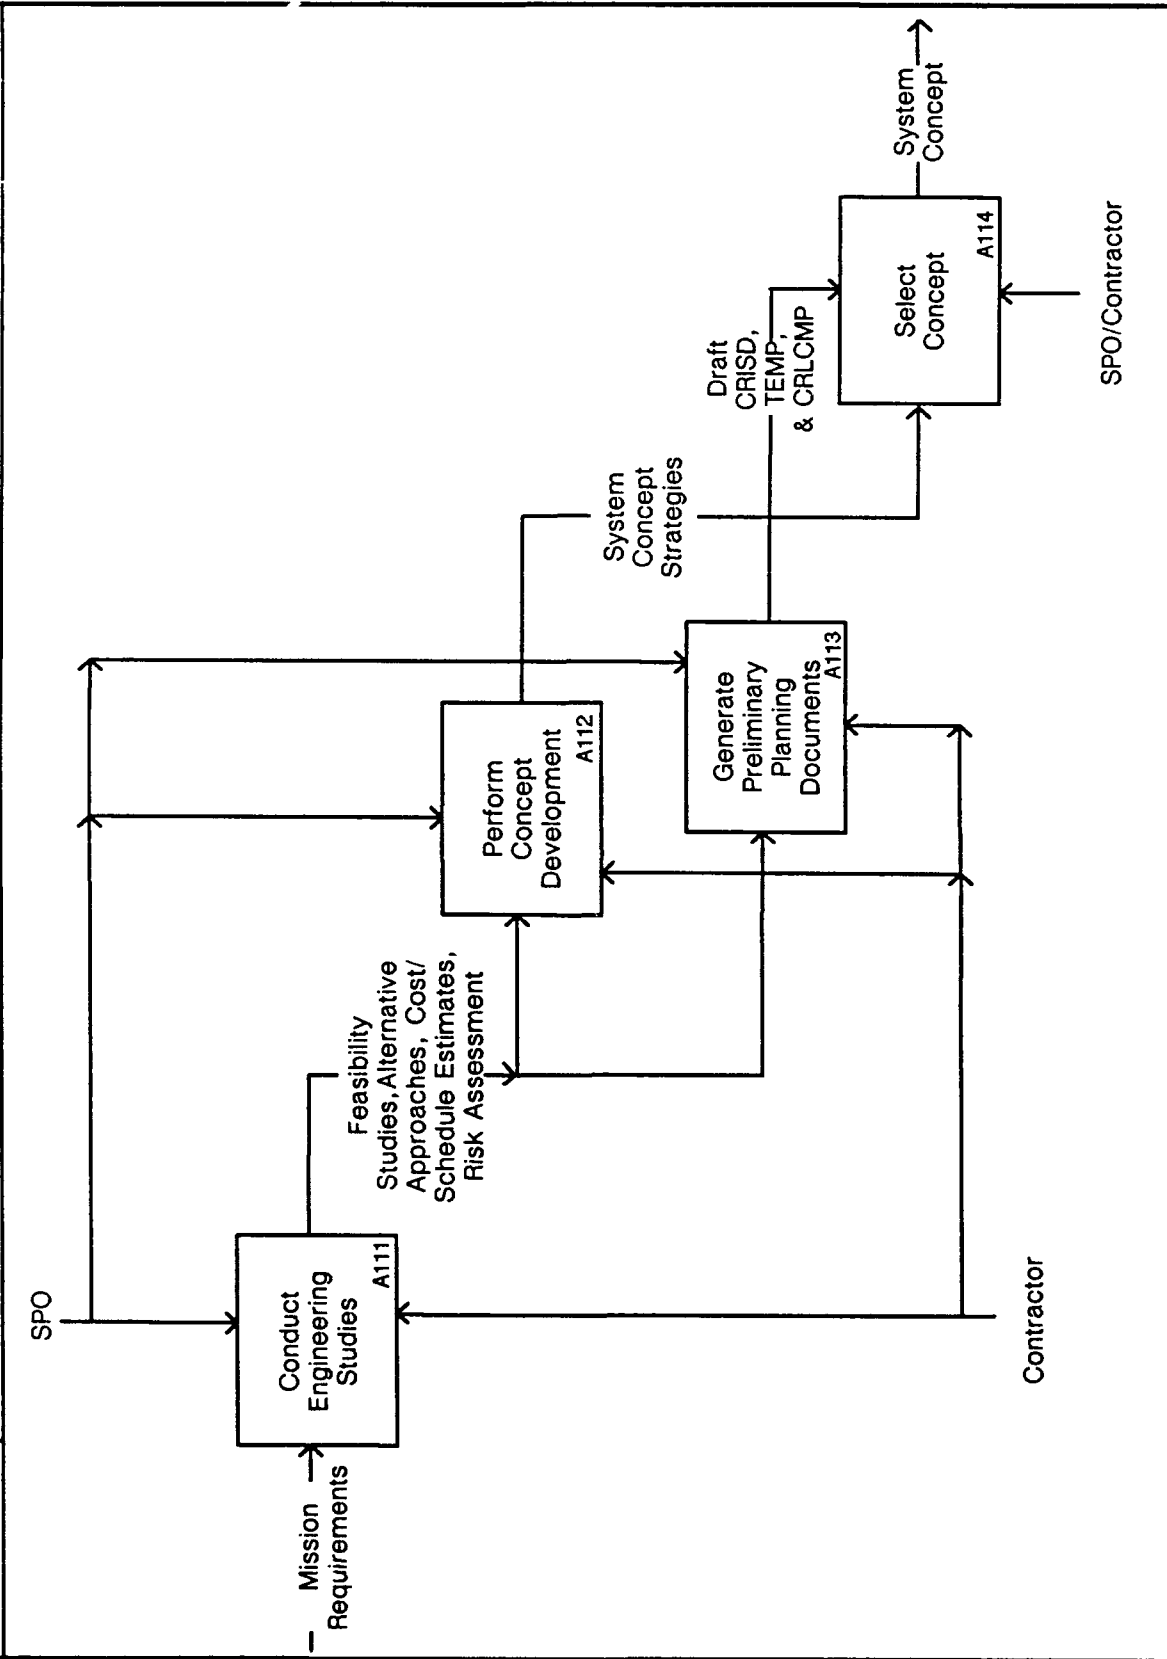 SPO
Mission
Requirements
Conduct
Engineering
Studies
A111
Feasibility
Studies, Alternative
Approaches, Cost/
Schedule Estimates,
Risk Assessment
Perform
Concept
Development
A112
Generate
Preliminary
Planning
Documents
A113
System
Concept
Strategies
Draft
CRISD,
TEMP,
& CRLCMP
Select
Concept
A114
System
Concept
Contractor
SPO/Contractor